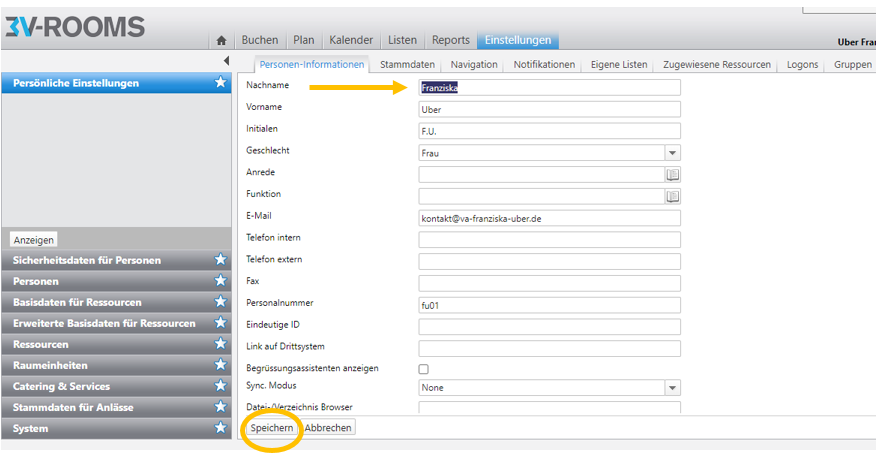 3V-ROOMS
Buchen Plan Kalender Listen Reports Einstellungen
Uber Fran
Personen-Informationen Stammdaten Navigation Notifikationen Eigene Listen Zugewiesene Ressourcen Logons Gruppen
Persönliche Einstellungen
Anzeigen
Sicherheitsdaten für Personen
Personen
Basisdaten für Ressourcen
Erweiterte Basisdaten für Ressourcen
Ressourcen
Raumeinheiten
Catering & Services
Stammdaten für Anlässe
System
Nachname Franziska
Vorname Uber
Initialen F.U.
Geschlecht Frau
Anrede
Funktion
E-Mail kontakt@va-franziska-uber.de
Telefon intern
Telefon extern
Fax
Personalnummer fu01
Eindeutige ID
Link auf Drittsystem
Begrüssungsassistenten anzeigen
Sync. Modus None
Datei-/Verzeichnis Browser
Speichern Abbrechen